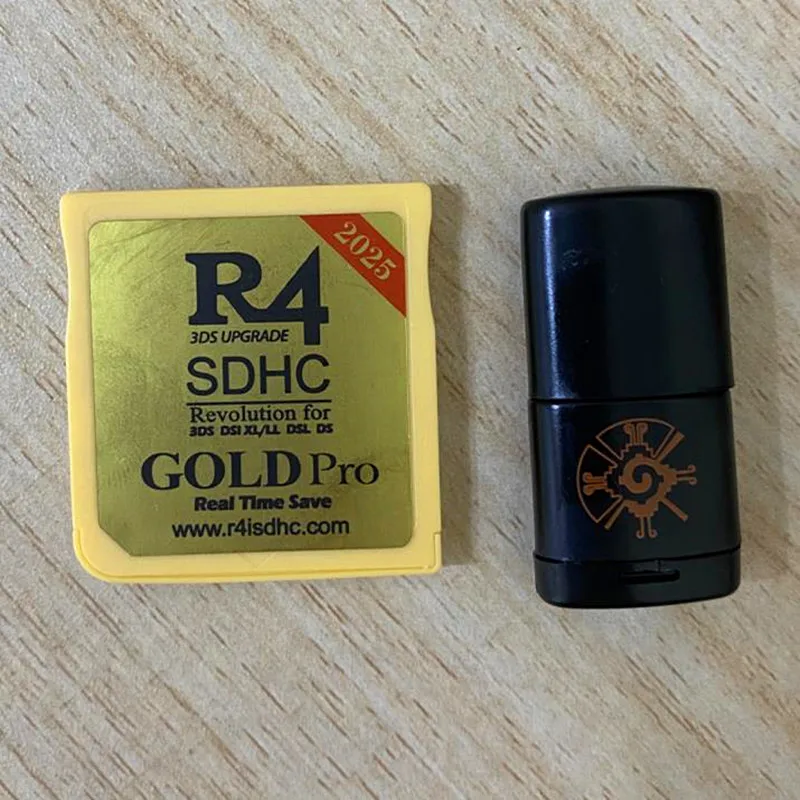 2025
R4
3DS UPGRADE
SDHC
Revolution for
3DS DSI XL/LL DSL DS
GOLD Pro
Real Time Save
www.r4isdhc.com